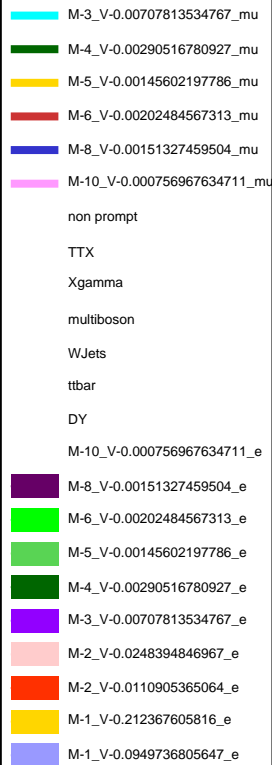 M-3_V-0.00707813534767_mu
M-4_V-0.00290516780927_mu
M-5_V-0.00145602197786_mu
M-6_V-0.00202484567313_mu
M-8_V-0.00151327459504_mu
M-10_V-0.000756967634711_mu
non prompt
TTX
Xgamma
multiboson
WJets
ttbar
DY
M-10_V-0.000756967634711_e
M-8_V-0.00151327459504_e
M-6_V-0.00202484567313_e
M-5_V-0.00145602197786_e
M-4_V-0.00290516780927_e
M-3_V-0.00707813534767_e
M-2_V-0.0248394846967_e
M-2_V-0.0110905365064_e
M-1_V-0.212367605816_e
M-1_V-0.0949736805647_e